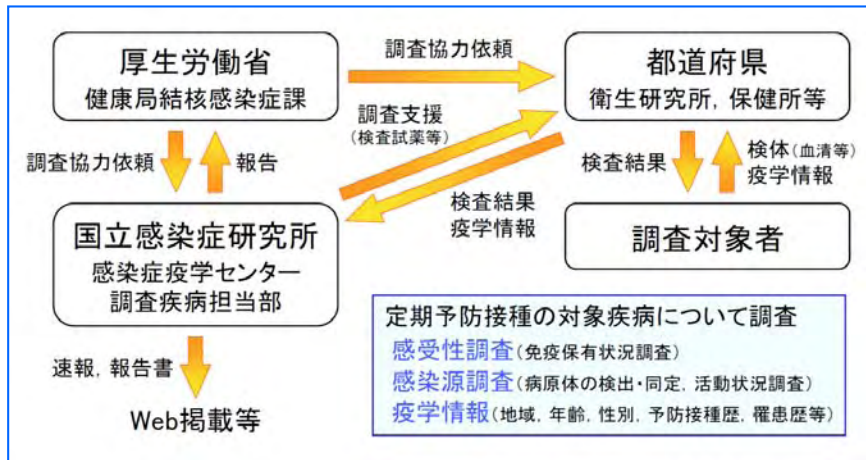 厚生労働省
健康局結核感染症課
調査協力依頼
都道府県
衛生研究所, 保健所等
調査支援
(検査試薬等)
調査協力依頼
報告
検査結果
疫学情報
検査結果
検体(血清等)
疫学情報
国立感染症研究所
感染症疫学センター
調査疾病担当部
調査対象者
速報, 報告書
Web掲載等
定期予防接種の対象疾病について調査
感受性調査(免疫保有状況調査)
感染源調査(病原体の検出・同定, 活動状況調査)
疫学情報(地域, 年齢, 性別, 予防接種歴, 罹患歴等)